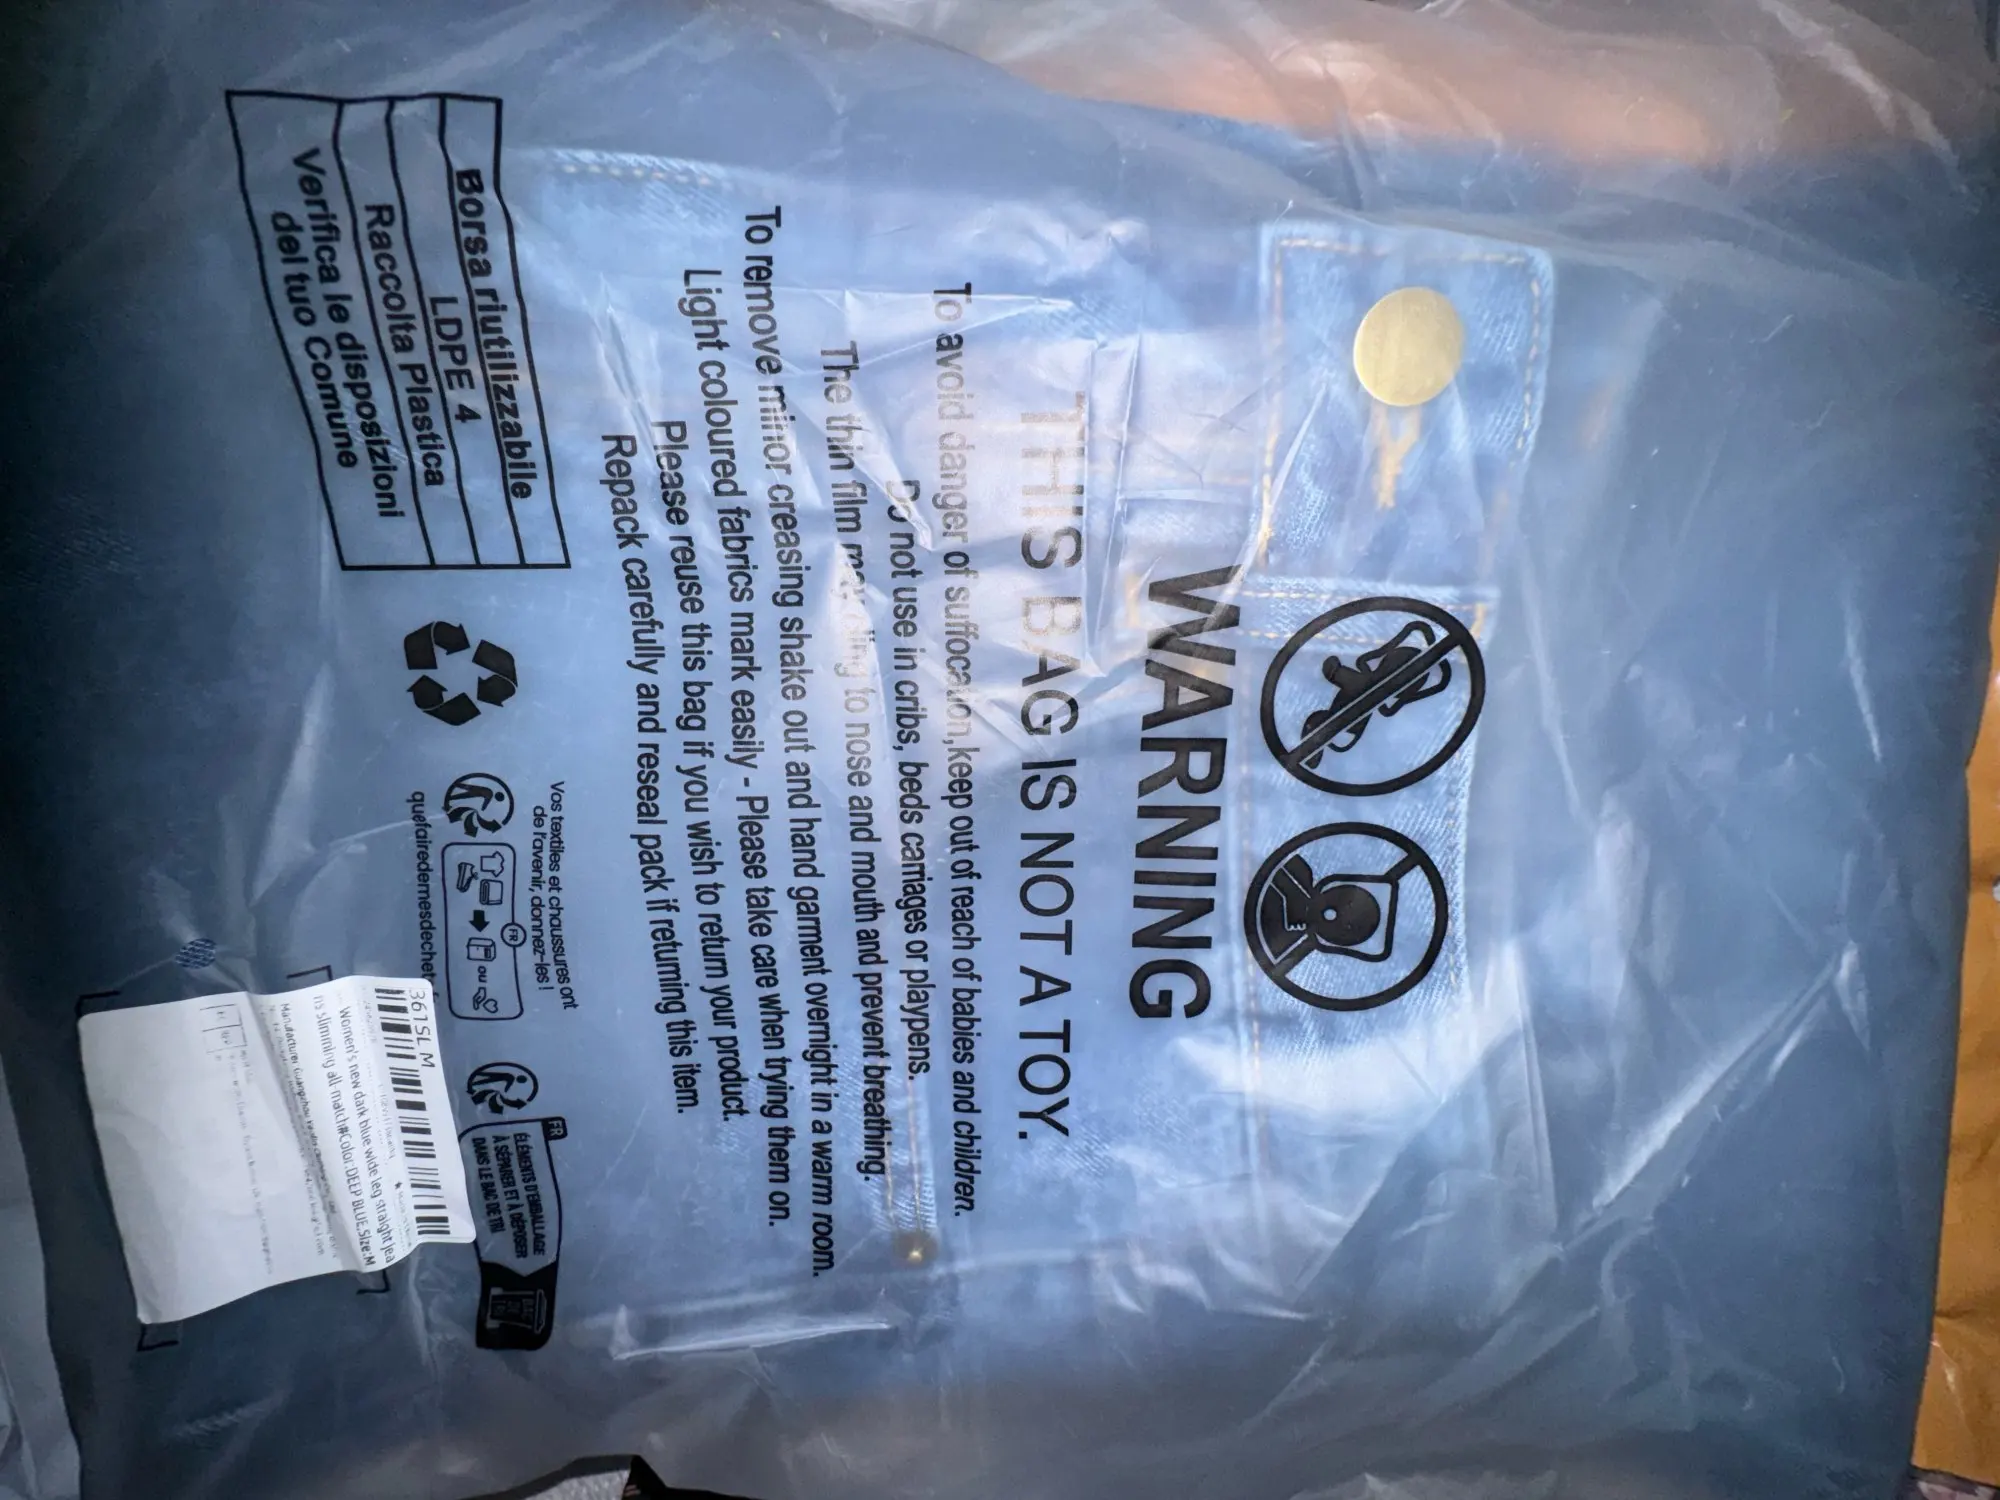 WARNING
THIS BAG IS NOT A TOY.
To avoid danger of suffocation,keep out of reach of babies and children.
Do not use in cribs, beds carriages or playpens.
The thin film may cling to nose and mouth and prevent breathing.
To remove minor creasing shake out and hand garment overnight in a warm room.
Light coloured fabrics mark easily - Please take care when trying them on.
Please reuse this bag if you wish to return your product.
Repack carefully and reseal pack if returning this item.
Borsa riutilizzabile
LDPE 4
Raccolta Plastica
Verifica le disposizioni
del tuo Comune
Vos textiles et chaussures ont
de l'avenir, donnez-les !
FR
ou
quefairedemesdechets
FR
ÉLÉMENTS D'EMBALLAGE
À SÉPARER ET À DÉPOSER
DANS LE BAC DE TRI
BAC
DE
TRI
361SL M
Women's new dark blue wide leg straight jea
ns slimming all-match#Color:DEEP BLUE,Size:M
Manufacturer